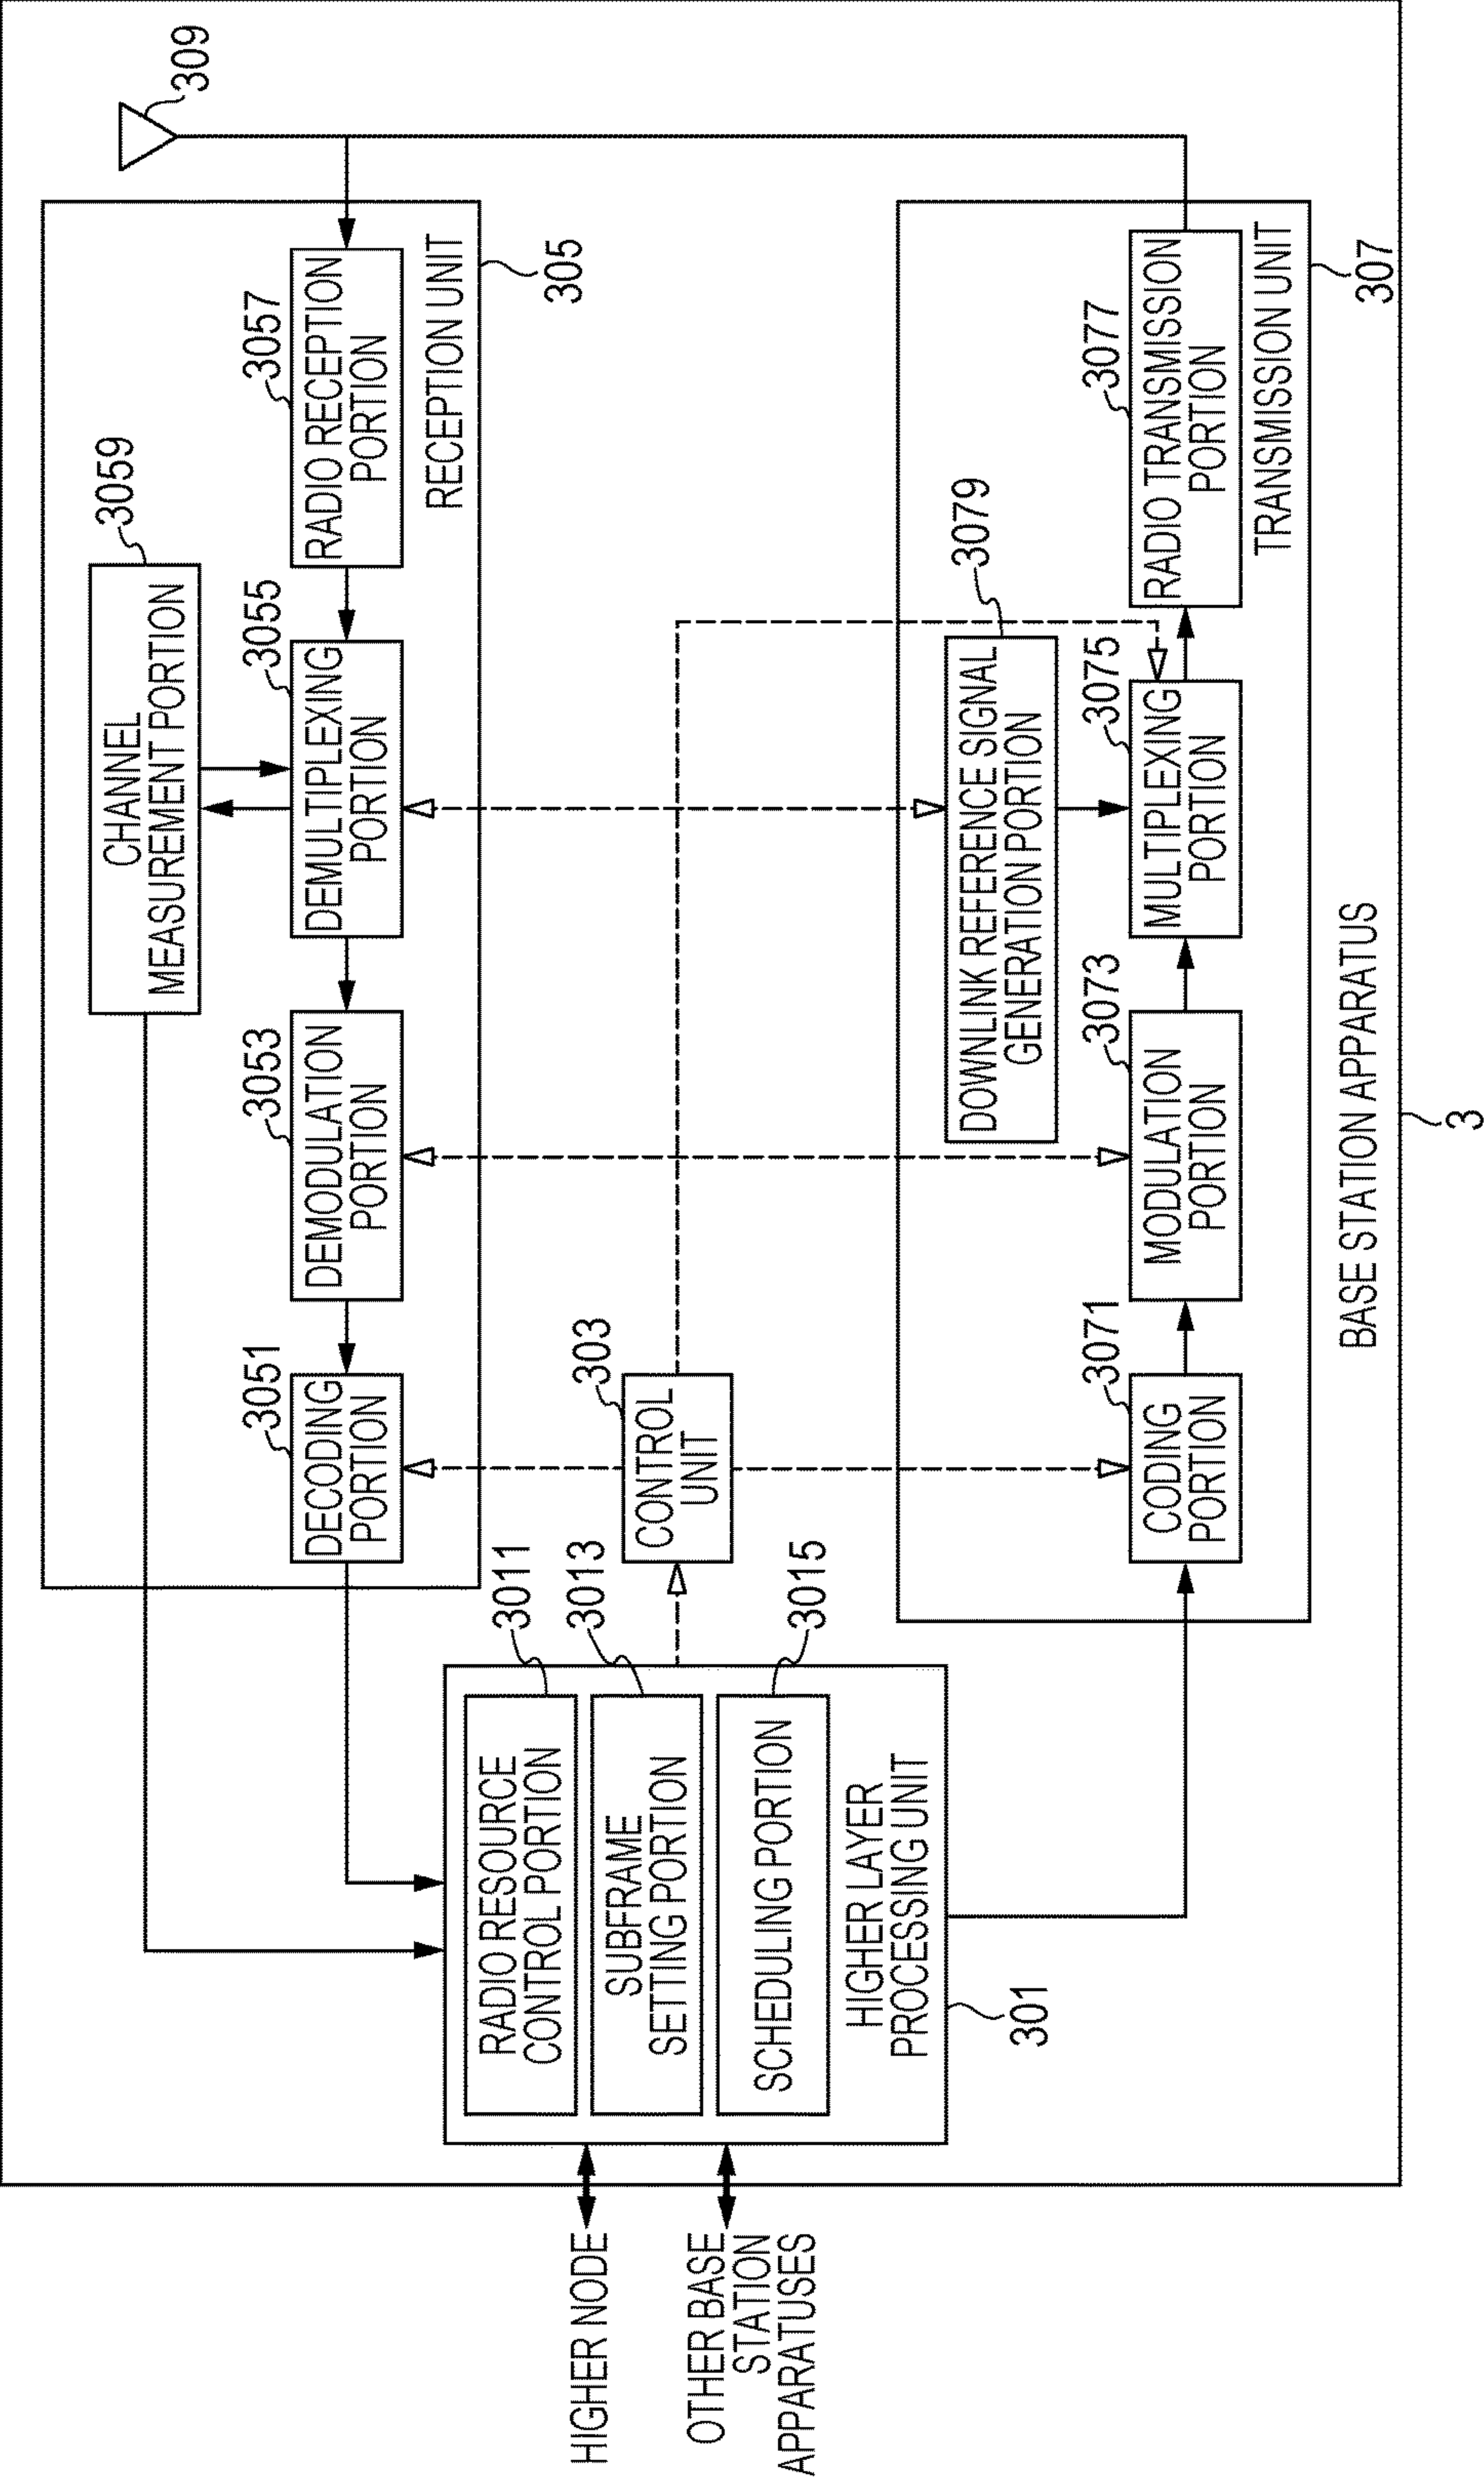 309
3059
CHANNEL
MEASUREMENT PORTION
3051
DECODING
PORTION
3053
DEMODULATION
PORTION
3055
DEMULTIPLEXING
PORTION
3057
RADIO RECEPTION
PORTION
RECEPTION UNIT
305
HIGHER NODE
OTHER BASE
STATION
APPARATUSES
3011
RADIO RESOURCE
CONTROL PORTION
3013
SUBFRAME
SETTING PORTION
3015
SCHEDULING PORTION
HIGHER LAYER
PROCESSING UNIT
301
303
CONTROL
UNIT
3079
DOWNLINK REFERENCE SIGNAL
GENERATION PORTION
3071
CODING
PORTION
3073
MODULATION
PORTION
3075
MULTIPLEXING
PORTION
3077
RADIO TRANSMISSION
PORTION
TRANSMISSION UNIT
307
BASE STATION APPARATUS
3